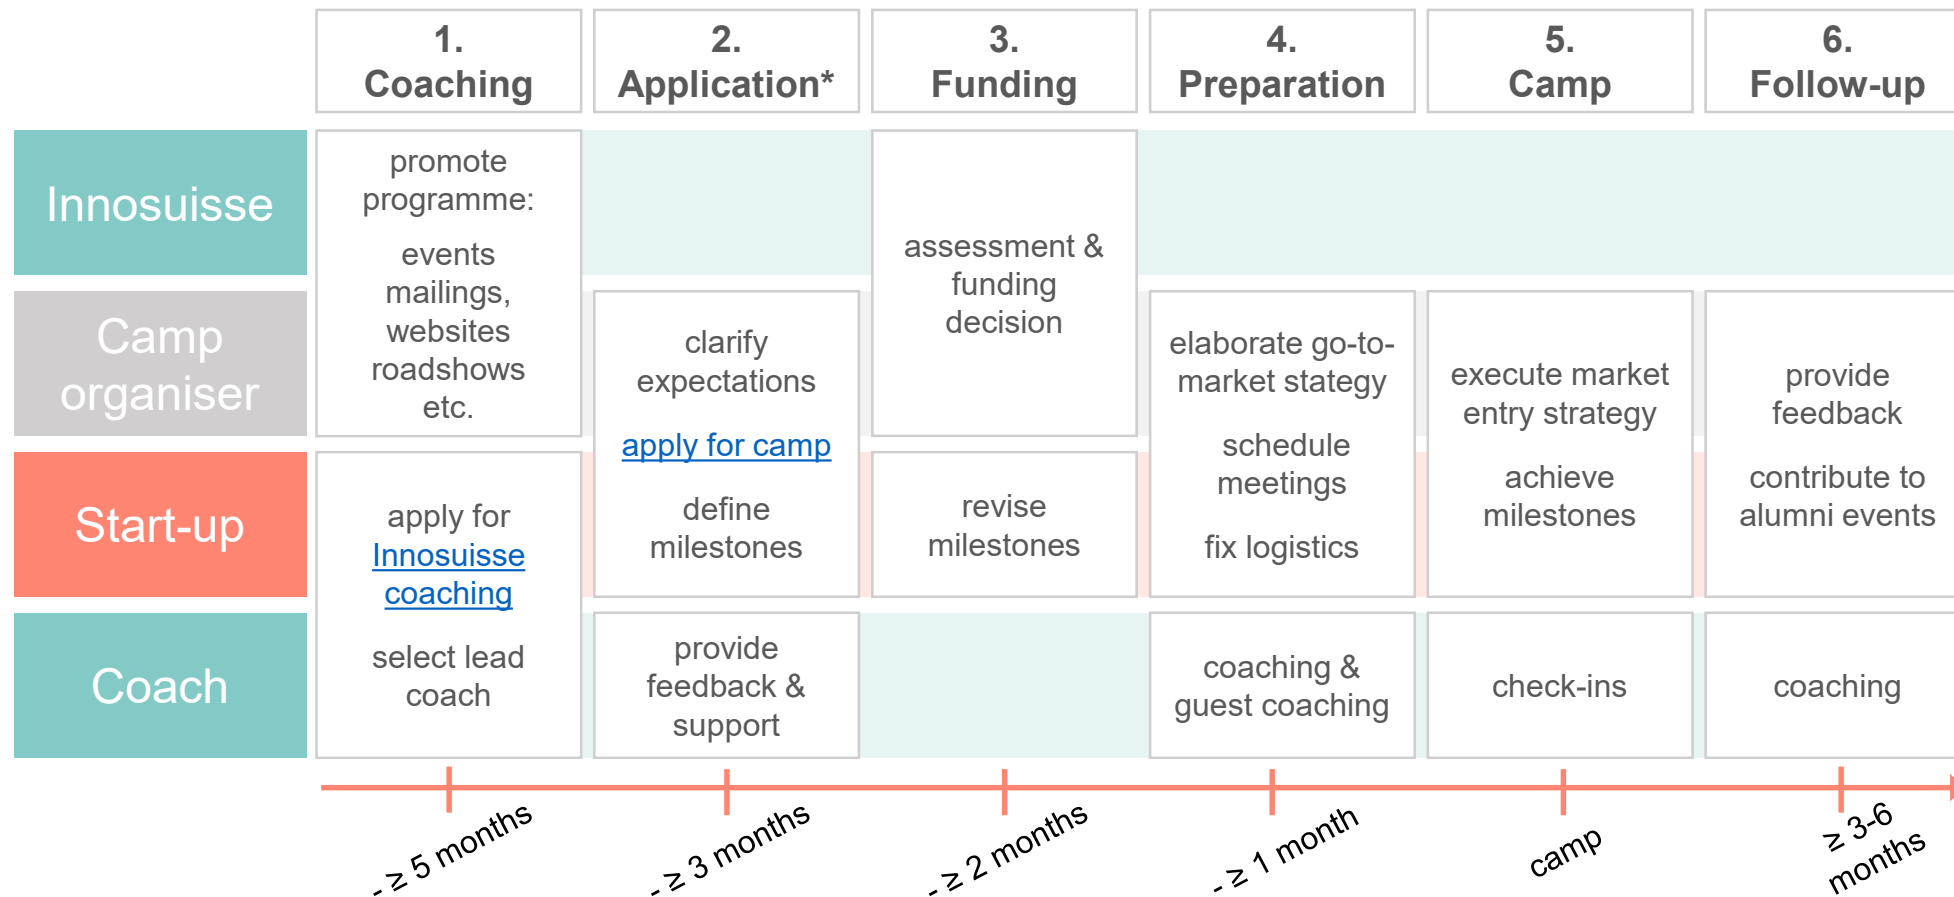 1.
Coaching
2.
Application*
3.
Funding
4.
Preparation
5.
Camp
6.
Follow-up
Innosuisse
promote
programme:
events
mailings,
websites
roadshows
etc.
assessment &
funding
decision
Camp
organiser
clarify
expectations
apply for camp
define
milestones
elaborate go-to-
market stategy
schedule
meetings
fix logistics
execute market
entry strategy
achieve
milestones
provide
feedback
contribute to
alumni events
Start-up
apply for
Innosuisse
coaching
select lead
coach
revise
milestones
Coach
provide
feedback &
support
coaching &
guest coaching
check-ins
coaching
- ≥ 5 months
- ≥ 3 months
- ≥ 2 months
- ≥ 1 month
camp
≥ 3-6
months